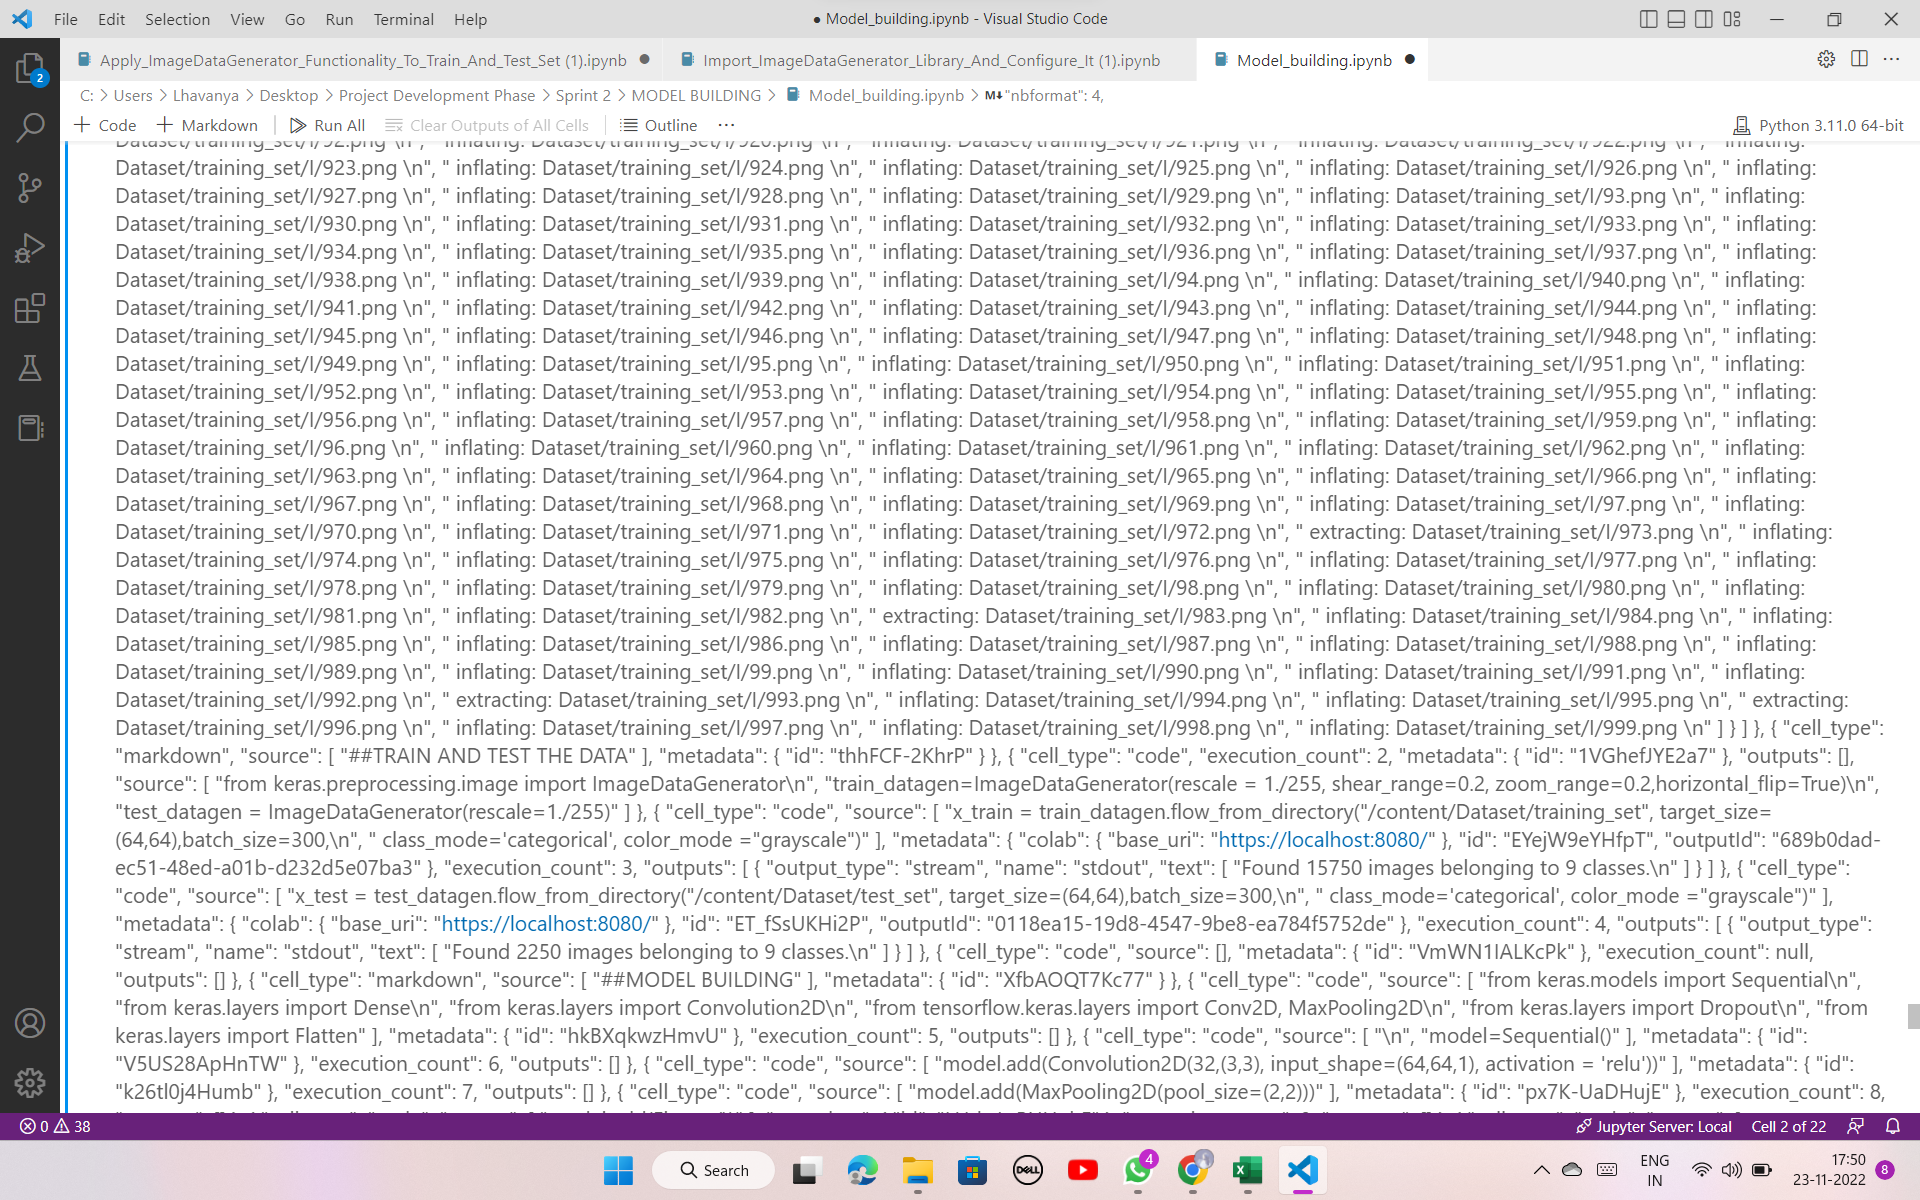 File Edit Selection View Go Run Terminal Help
● Model_building.ipynb - Visual Studio Code
Apply_ImageDataGenerator_Functionality_To_Train_And_Test_Set (1).ipynb ●
Import_ImageDataGenerator_Library_And_Configure_It (1).ipynb
Model_building.ipynb ●
2
C: > Users > Lhavanya > Desktop > Project Development Phase > Sprint 2 > MODEL BUILDING > Model_building.ipynb > M↓"nbformat": 4,
+ Code + Markdown Run All Clear Outputs of All Cells Outline ...
Python 3.11.0 64-bit
Dataset/training_set/I/92.png \n", " inflating: Dataset/training_set/I/920.png \n", " inflating: Dataset/training_set/I/921.png \n", " inflating: Dataset/training_set/I/922.png \n", " inflating:
Dataset/training_set/I/923.png \n", " inflating: Dataset/training_set/I/924.png \n", " inflating: Dataset/training_set/I/925.png \n", " inflating: Dataset/training_set/I/926.png \n", " inflating:
Dataset/training_set/I/927.png \n", " inflating: Dataset/training_set/I/928.png \n", " inflating: Dataset/training_set/I/929.png \n", " inflating: Dataset/training_set/I/93.png \n", " inflating:
Dataset/training_set/I/930.png \n", " inflating: Dataset/training_set/I/931.png \n", " inflating: Dataset/training_set/I/932.png \n", " inflating: Dataset/training_set/I/933.png \n", " inflating:
Dataset/training_set/I/934.png \n", " inflating: Dataset/training_set/I/935.png \n", " inflating: Dataset/training_set/I/936.png \n", " inflating: Dataset/training_set/I/937.png \n", " inflating:
Dataset/training_set/I/938.png \n", " inflating: Dataset/training_set/I/939.png \n", " inflating: Dataset/training_set/I/94.png \n", " inflating: Dataset/training_set/I/940.png \n", " inflating:
Dataset/training_set/I/941.png \n", " inflating: Dataset/training_set/I/942.png \n", " inflating: Dataset/training_set/I/943.png \n", " inflating: Dataset/training_set/I/944.png \n", " inflating:
Dataset/training_set/I/945.png \n", " inflating: Dataset/training_set/I/946.png \n", " inflating: Dataset/training_set/I/947.png \n", " inflating: Dataset/training_set/I/948.png \n", " inflating:
Dataset/training_set/I/949.png \n", " inflating: Dataset/training_set/I/95.png \n", " inflating: Dataset/training_set/I/950.png \n", " inflating: Dataset/training_set/I/951.png \n", " inflating:
Dataset/training_set/I/952.png \n", " inflating: Dataset/training_set/I/953.png \n", " inflating: Dataset/training_set/I/954.png \n", " inflating: Dataset/training_set/I/955.png \n", " inflating:
Dataset/training_set/I/956.png \n", " inflating: Dataset/training_set/I/957.png \n", " inflating: Dataset/training_set/I/958.png \n", " inflating: Dataset/training_set/I/959.png \n", " inflating:
Dataset/training_set/I/96.png \n", " inflating: Dataset/training_set/I/960.png \n", " inflating: Dataset/training_set/I/961.png \n", " inflating: Dataset/training_set/I/962.png \n", " inflating:
Dataset/training_set/I/963.png \n", " inflating: Dataset/training_set/I/964.png \n", " inflating: Dataset/training_set/I/965.png \n", " inflating: Dataset/training_set/I/966.png \n", " inflating:
Dataset/training_set/I/967.png \n", " inflating: Dataset/training_set/I/968.png \n", " inflating: Dataset/training_set/I/969.png \n", " inflating: Dataset/training_set/I/97.png \n", " inflating:
Dataset/training_set/I/970.png \n", " inflating: Dataset/training_set/I/971.png \n", " inflating: Dataset/training_set/I/972.png \n", " extracting: Dataset/training_set/I/973.png \n", " inflating:
Dataset/training_set/I/974.png \n", " inflating: Dataset/training_set/I/975.png \n", " inflating: Dataset/training_set/I/976.png \n", " inflating: Dataset/training_set/I/977.png \n", " inflating:
Dataset/training_set/I/978.png \n", " inflating: Dataset/training_set/I/979.png \n", " inflating: Dataset/training_set/I/98.png \n", " inflating: Dataset/training_set/I/980.png \n", " inflating:
Dataset/training_set/I/981.png \n", " inflating: Dataset/training_set/I/982.png \n", " extracting: Dataset/training_set/I/983.png \n", " inflating: Dataset/training_set/I/984.png \n", " inflating:
Dataset/training_set/I/985.png \n", " inflating: Dataset/training_set/I/986.png \n", " inflating: Dataset/training_set/I/987.png \n", " inflating: Dataset/training_set/I/988.png \n", " inflating:
Dataset/training_set/I/989.png \n", " inflating: Dataset/training_set/I/99.png \n", " inflating: Dataset/training_set/I/990.png \n", " inflating: Dataset/training_set/I/991.png \n", " inflating:
Dataset/training_set/I/992.png \n", " extracting: Dataset/training_set/I/993.png \n", " inflating: Dataset/training_set/I/994.png \n", " inflating: Dataset/training_set/I/995.png \n", " extracting:
Dataset/training_set/I/996.png \n", " inflating: Dataset/training_set/I/997.png \n", " inflating: Dataset/training_set/I/998.png \n", " inflating: Dataset/training_set/I/999.png \n" ] } ] }, { "cell_type":
"markdown", "source": [ "##TRAIN AND TEST THE DATA" ], "metadata": { "id": "thhFCF-2KhrP" } }, { "cell_type": "code", "execution_count": 2, "metadata": { "id": "1VGhefJYE2a7" }, "outputs": [],
"source": [ "from keras.preprocessing.image import ImageDataGenerator\n", "train_datagen=ImageDataGenerator(rescale = 1./255, shear_range=0.2, zoom_range=0.2,horizontal_flip=True)\n",
"test_datagen = ImageDataGenerator(rescale=1./255)" ] }, { "cell_type": "code", "source": [ "x_train = train_datagen.flow_from_directory("/content/Dataset/training_set", target_size=
(64,64),batch_size=300,\n", " class_mode='categorical', color_mode ="grayscale")" ], "metadata": { "colab": { "base_uri": "https://localhost:8080/" }, "id": "EYejW9eYHfpT", "outputId": "689b0dad-
ec51-48ed-a01b-d232d5e07ba3" }, "execution_count": 3, "outputs": [ { "output_type": "stream", "name": "stdout", "text": [ "Found 15750 images belonging to 9 classes.\n" ] } ] }, { "cell_type":
"code", "source": [ "x_test = test_datagen.flow_from_directory("/content/Dataset/test_set", target_size=(64,64),batch_size=300,\n", " class_mode='categorical', color_mode ="grayscale")" ],
"metadata": { "colab": { "base_uri": "https://localhost:8080/" }, "id": "ET_fSsUKHi2P", "outputId": "0118ea15-19d8-4547-9be8-ea784f5752de" }, "execution_count": 4, "outputs": [ { "output_type":
"stream", "name": "stdout", "text": [ "Found 2250 images belonging to 9 classes.\n" ] } ] }, { "cell_type": "code", "source": [], "metadata": { "id": "VmWN1IALKcPk" }, "execution_count": null,
"outputs": [] }, { "cell_type": "markdown", "source": [ "##MODEL BUILDING" ], "metadata": { "id": "XfbAOQT7Kc77" } }, { "cell_type": "code", "source": [ "from keras.models import Sequential\n",
"from keras.layers import Dense\n", "from keras.layers import Convolution2D\n", "from tensorflow.keras.layers import Conv2D, MaxPooling2D\n", "from keras.layers import Dropout\n", "from
keras.layers import Flatten" ], "metadata": { "id": "hkBXqkwzHmvU" }, "execution_count": 5, "outputs": [] }, { "cell_type": "code", "source": [ "\n", "model=Sequential()" ], "metadata": { "id":
"V5US28ApHnTW" }, "execution_count": 6, "outputs": [] }, { "cell_type": "code", "source": [ "model.add(Convolution2D(32,(3,3), input_shape=(64,64,1), activation = 'relu'))" ], "metadata": { "id":
"k26tl0j4Humb" }, "execution_count": 7, "outputs": [] }, { "cell_type": "code", "source": [ "model.add(MaxPooling2D(pool_size=(2,2)))" ], "metadata": { "id": "px7K-UaDHujE" }, "execution_count": 8,
0 38
Jupyter Server: Local Cell 2 of 22
Search
DELL
4
ENG
IN
17:50
23-11-2022
8